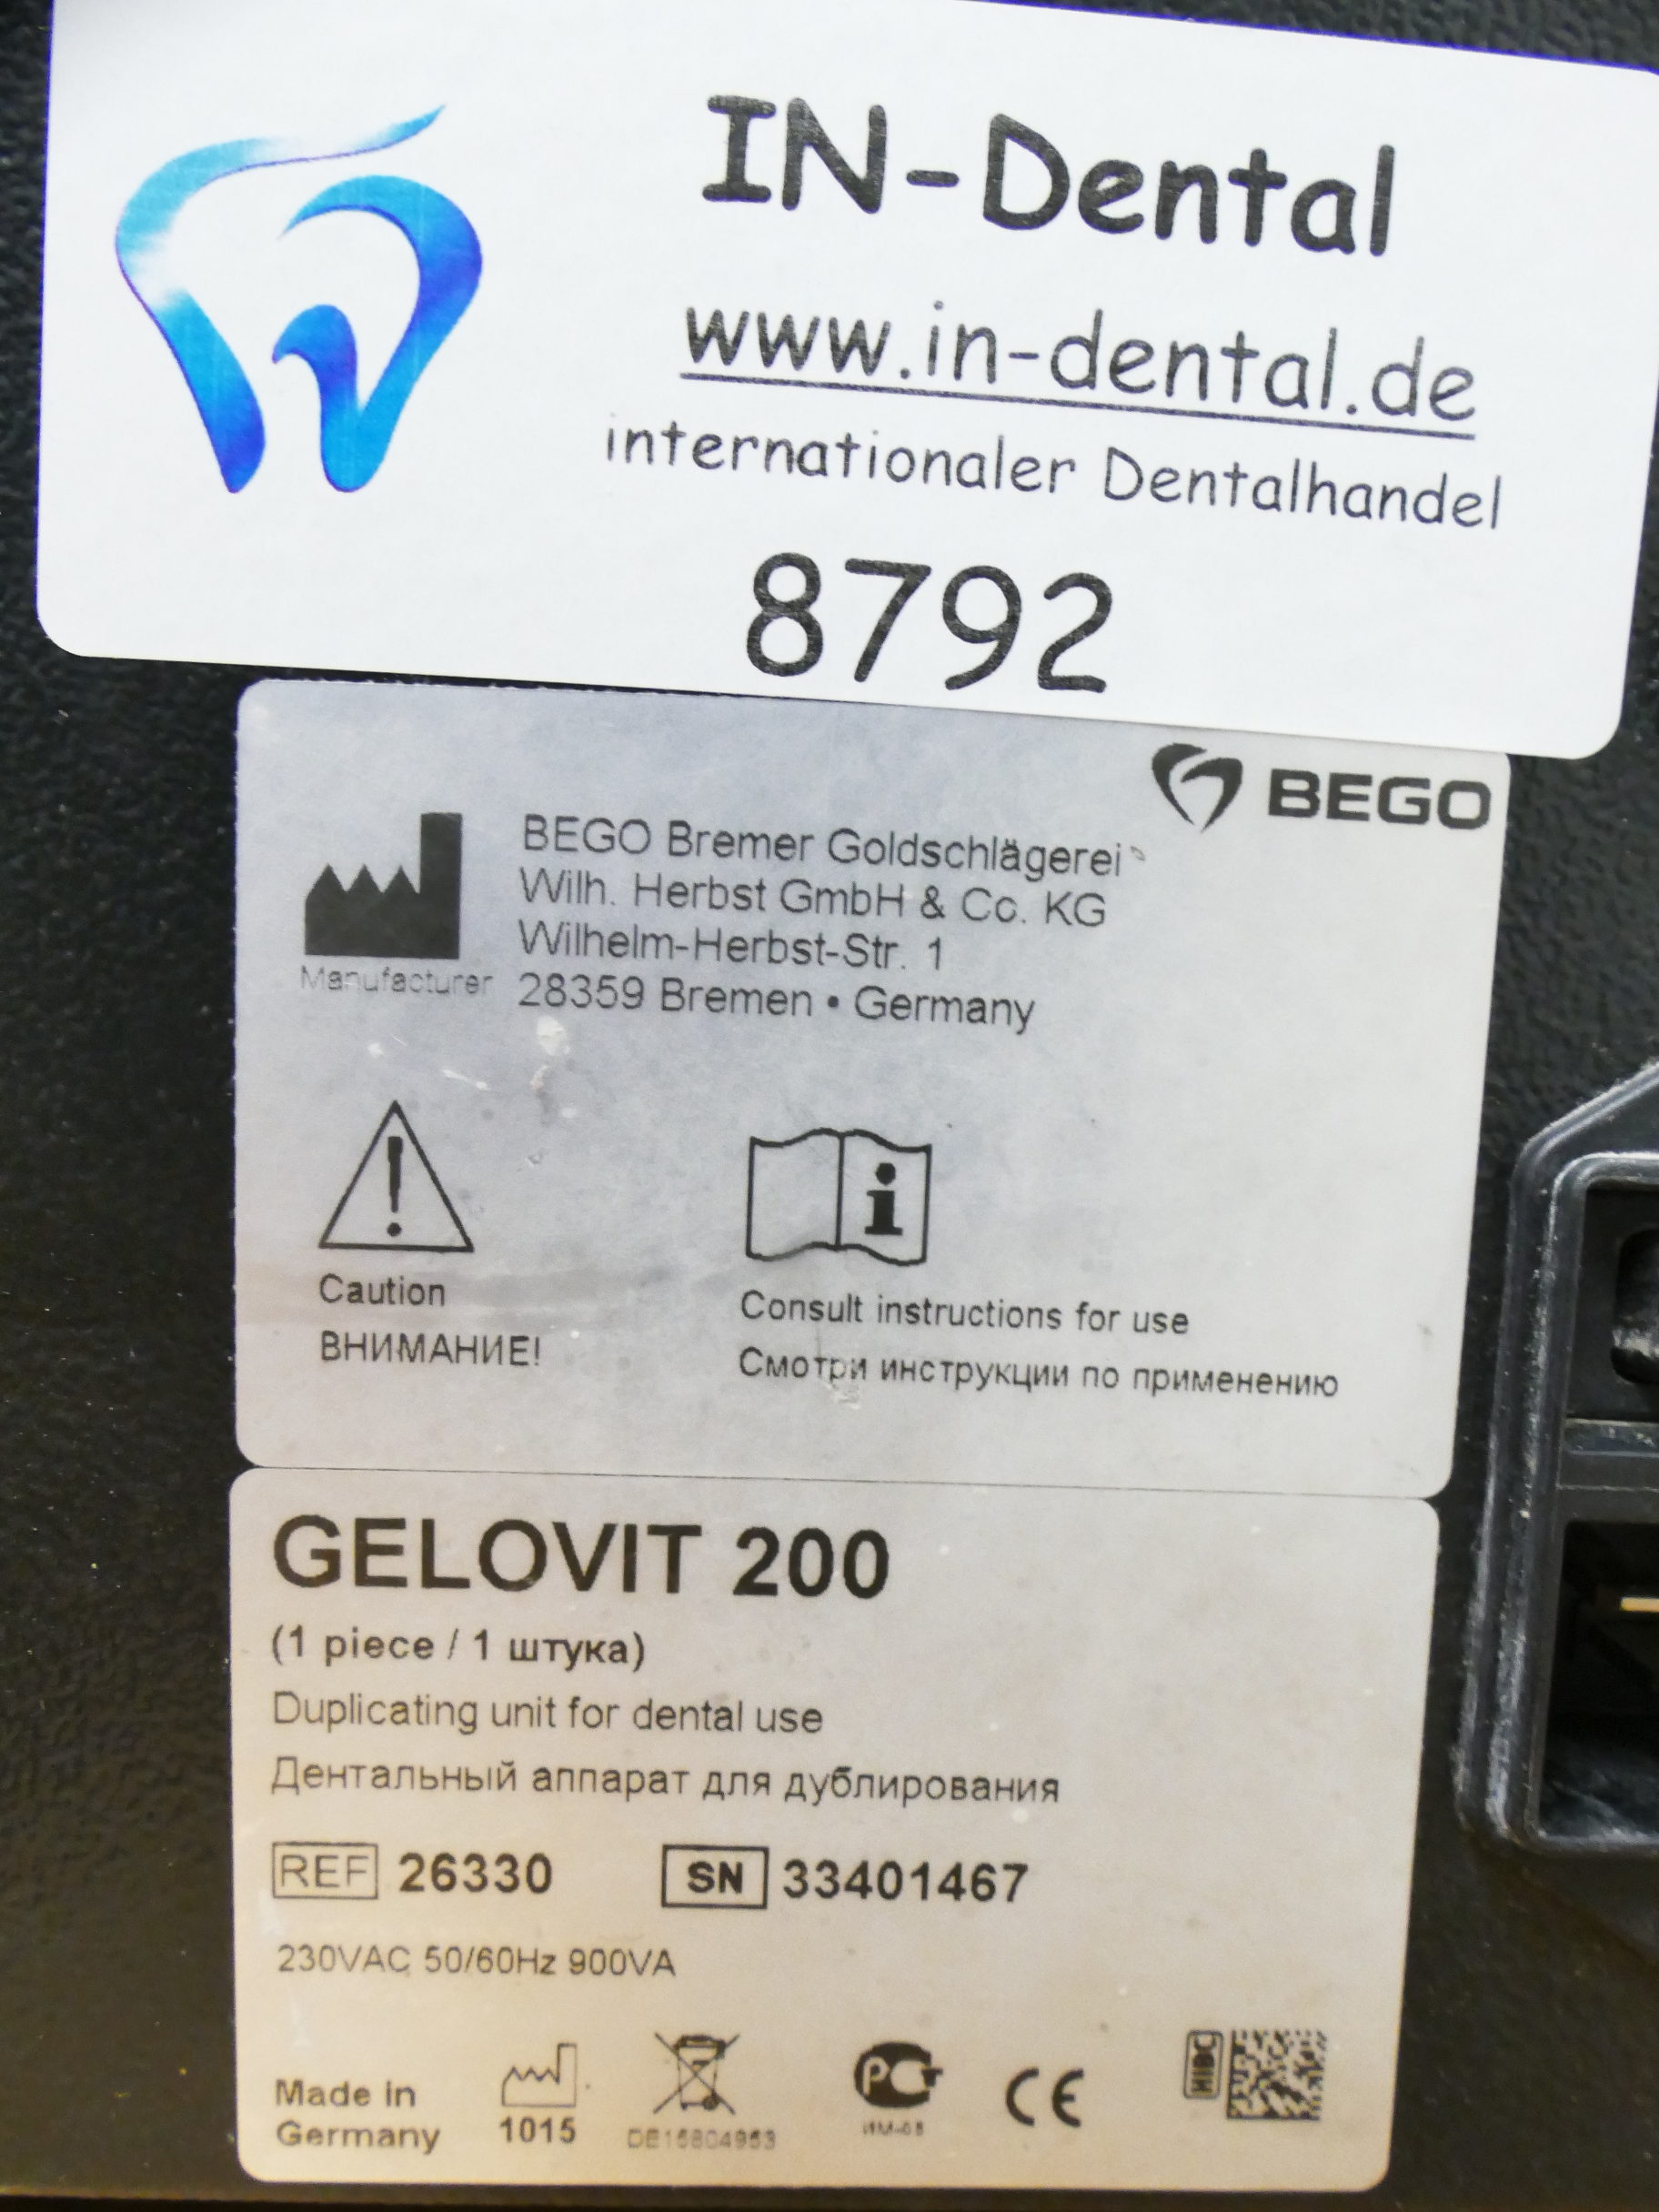 IN-Dental
www.in-dental.de
internationaler Dentalhandel
8792
BEGO
BEGO Bremer Goldschlägerei
Wilh. Herbst GmbH & Co. KG
Wilhelm-Herbst-Str. 1
28359 Bremen • Germany
Manufacturer
Caution
ВНИМАНИЕ!
Consult instructions for use
Смотри инструкции по применению
GELOVIT 200
(1 piece / 1 штука)
Duplicating unit for dental use
Дентальный аппарат для дублирования
REF 26330 SN 33401467
230VAC 50/60Hz 900VA
Made in
Germany
1015
DE15804953
РСТ
CE
HIBC